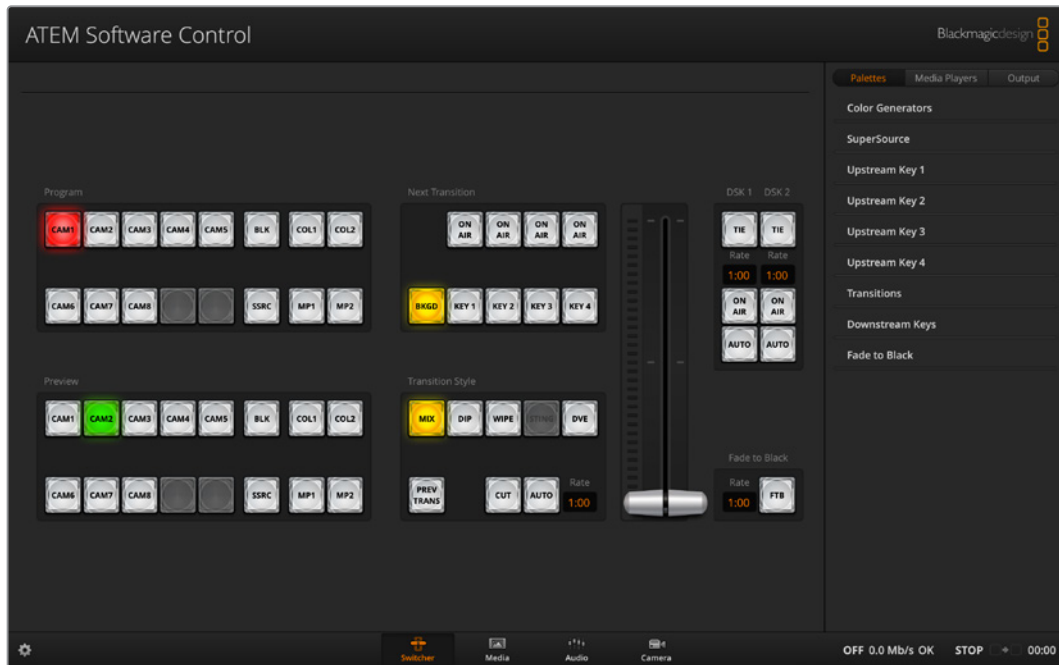 ATEM Software Control
Blackmagicdesign
Palettes Media Players Output
Color Generators
SuperSource
Upstream Key 1
Upstream Key 2
Upstream Key 3
Upstream Key 4
Transitions
Downstream Keys
Fade to Black
Program
CAM1 CAM2 CAM3 CAM4 CAM5 BLK COL1 COL2
CAM6 CAM7 CAM8 SSRC MP1 MP2
Next Transition
ON AIR ON AIR ON AIR ON AIR
BKGD KEY 1 KEY 2 KEY 3 KEY 4
DSK 1 DSK 2
TIE TIE
Rate Rate
1:00 1:00
ON AIR ON AIR
AUTO AUTO
Preview
CAM1 CAM2 CAM3 CAM4 CAM5 BLK COL1 COL2
CAM6 CAM7 CAM8 SSRC MP1 MP2
Transition Style
MIX DIP WIPE STING DVE
PREV TRANS CUT AUTO Rate 1:00
Fade to Black
Rate
1:00 FTB
Switcher Media Audio Camera
OFF 0.0 Mb/s OK STOP 00:00